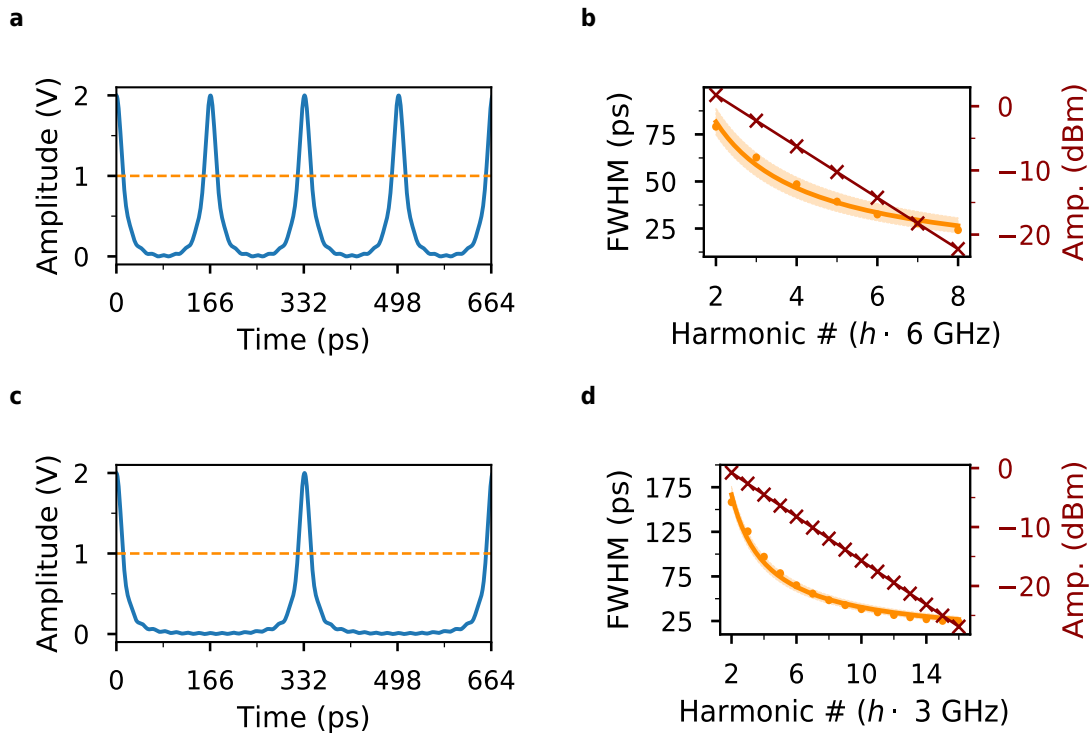 a
Amplitude (V)
2
1
0
0 166 332 498 664
Time (ps)
b
FWHM (ps)
75
50
25
0
−10
−20
Amp. (dBm)
2 4 6 8
Harmonic # (h · 6 GHz)
c
Amplitude (V)
2
1
0
0 166 332 498 664
Time (ps)
d
FWHM (ps)
175
125
75
25
0
−10
−20
Amp. (dBm)
2 6 10 14
Harmonic # (h · 3 GHz)